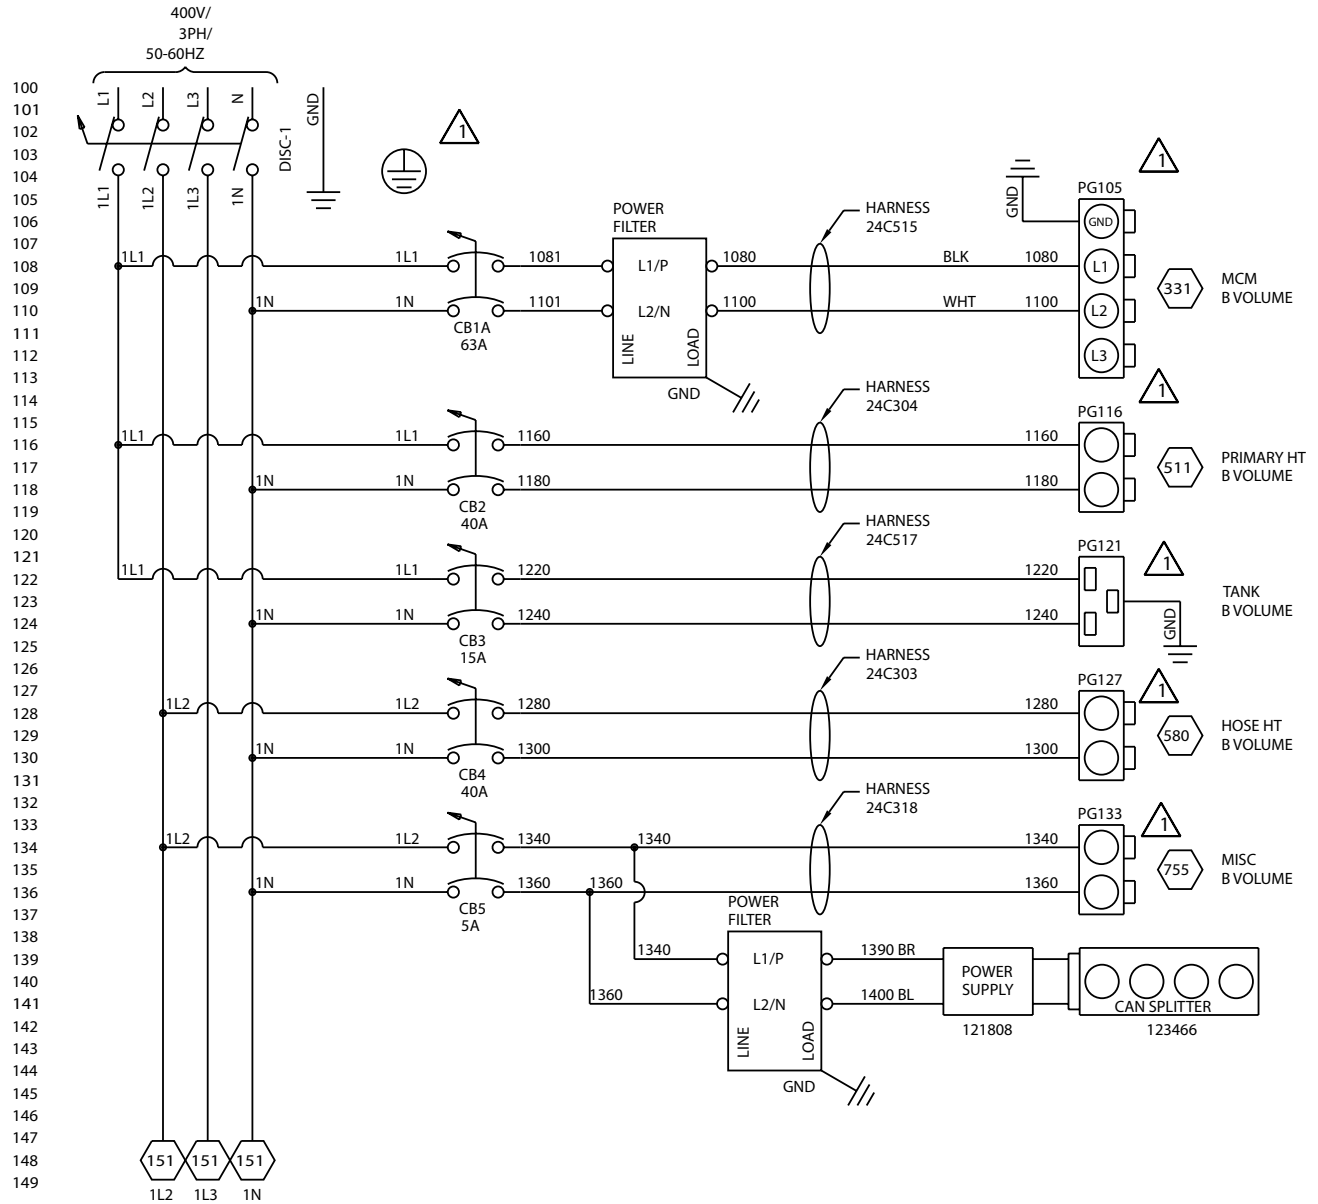 400V/
3PH/
50-60HZ
100
101
102
103
104
105
106
107
108
109
110
111
112
113
114
115
116
117
118
119
120
121
122
123
124
125
126
127
128
129
130
131
132
133
134
135
136
137
138
139
140
141
142
143
144
145
146
147
148
149
L1
L2
L3
N
GND
DISC-1
1L1
1L2
1L3
1N
1
1
GND
PG105
GND
L1
L2
L3
331
MCM
B VOLUME
POWER
FILTER
HARNESS
24C515
1L1
1L1
1081
L1/P
1080
BLK
1080
1N
1N
1101
L2/N
1100
WHT
1100
CB1A
63A
LINE
LOAD
GND
HARNESS
24C304
1
PG116
1L1
1L1
1160
1160
1N
1N
1180
1180
CB2
40A
511
PRIMARY HT
B VOLUME
HARNESS
24C517
PG121
1
1L1
1L1
1220
1220
1N
1N
1240
1240
CB3
15A
GND
TANK
B VOLUME
HARNESS
24C303
PG127
1
1L2
1L2
1280
1280
1N
1N
1300
1300
CB4
40A
580
HOSE HT
B VOLUME
HARNESS
24C318
PG133
1
1L2
1L2
1340
1340
1340
1N
1N
1360
1360
1360
CB5
5A
755
MISC
B VOLUME
POWER
FILTER
1340
L1/P
1390 BR
1360
L2/N
1400 BL
LINE
LOAD
GND
POWER
SUPPLY
121808
CAN SPLITTER
123466
151
151
151
1L2
1L3
1N